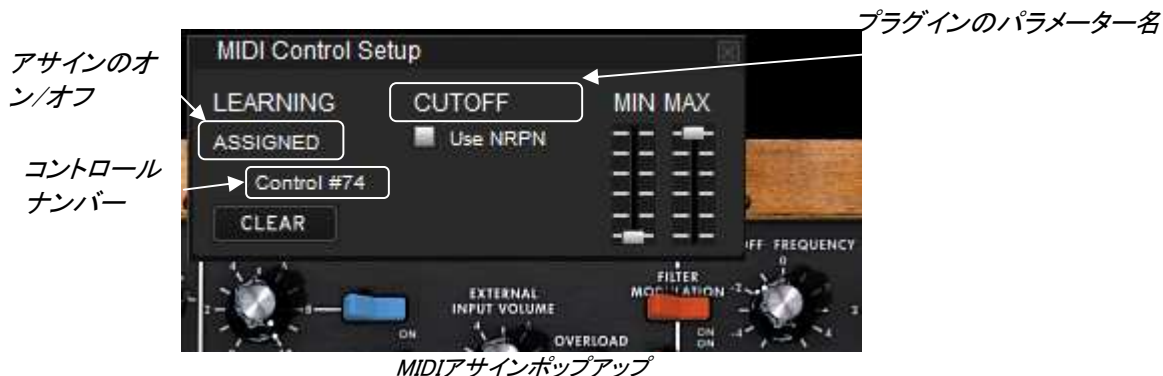 プラグインのパラメーター名
アサインのオ
ン/オフ
コントロール
ナンバー
MIDI Control Setup
LEARNING
CUTOFF
MIN MAX
ASSIGNED
Use NRPN
Control #74
CLEAR
FREQUENCY
EXTERNAL
INPUT VOLUME
ON
OVERLOAD
FILTER
ON
ON
MIDIアサインポップアップ